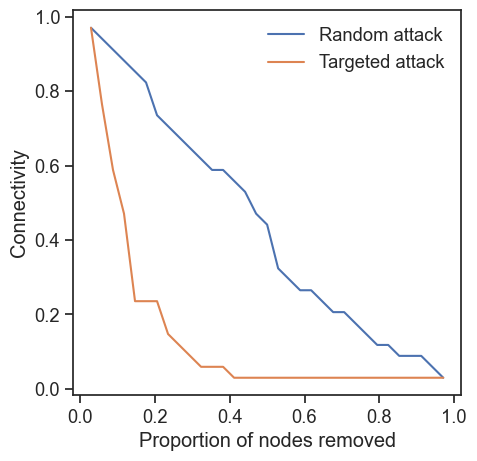 1.0
0.8
0.6
0.4
0.2
0.0
Connectivity
Random attack
Targeted attack
0.0 0.2 0.4 0.6 0.8 1.0
Proportion of nodes removed